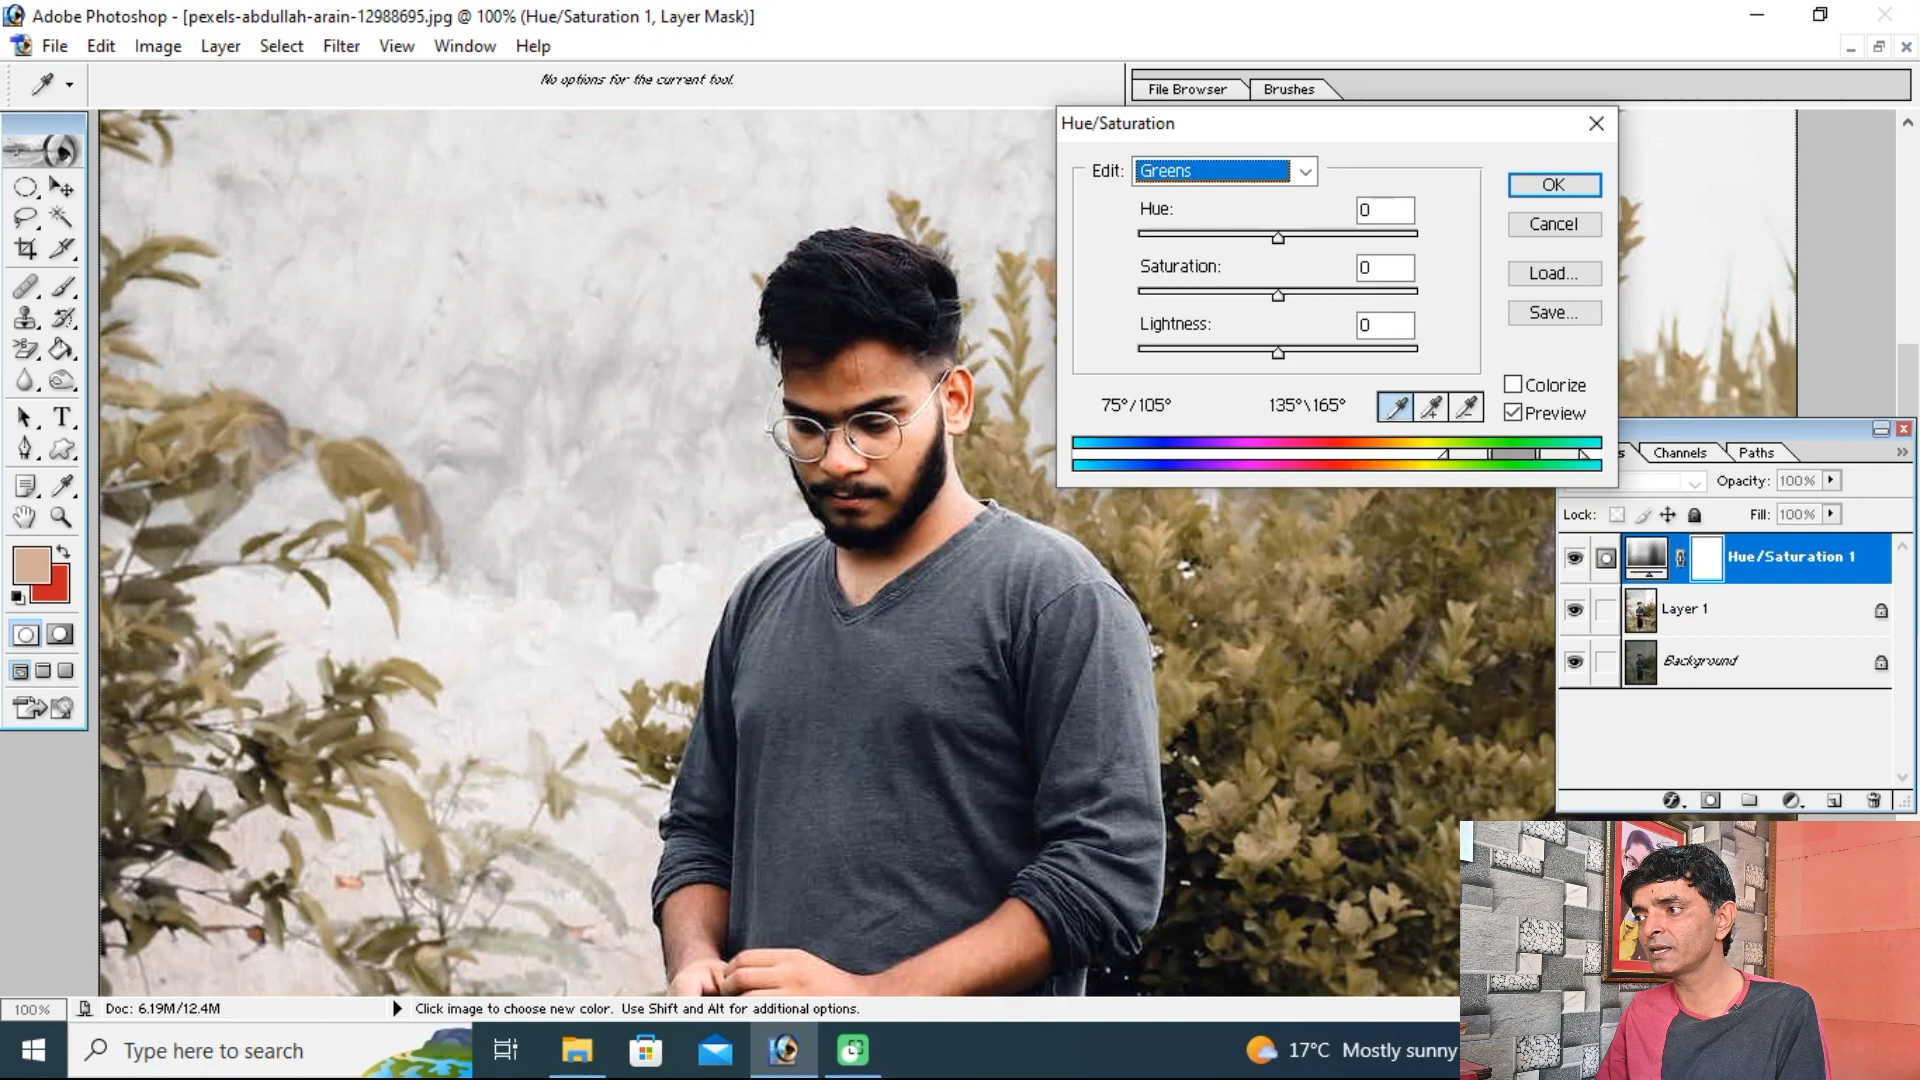 Adobe Photoshop - [pexels-abdullah-arain-12988695.jpg @ 100% (Hue/Saturation 1, Layer Mask)]
File Edit Image Layer Select Filter View Window Help
No options for the current tool.
File Browser Brushes
Hue/Saturation
Edit: Greens
OK
Hue: 0
Cancel
Saturation: 0
Load...
Save...
Lightness: 0
Colorize
75°/105° 135°\165°
Preview
Channels Paths
Opacity: 100%
Lock: Fill: 100%
Hue/Saturation 1
Layer 1
Background
T
100% Doc: 6.19M/12.4M Click image to choose new color. Use Shift and Alt for additional options.
Type here to search
17°C Mostly sunny